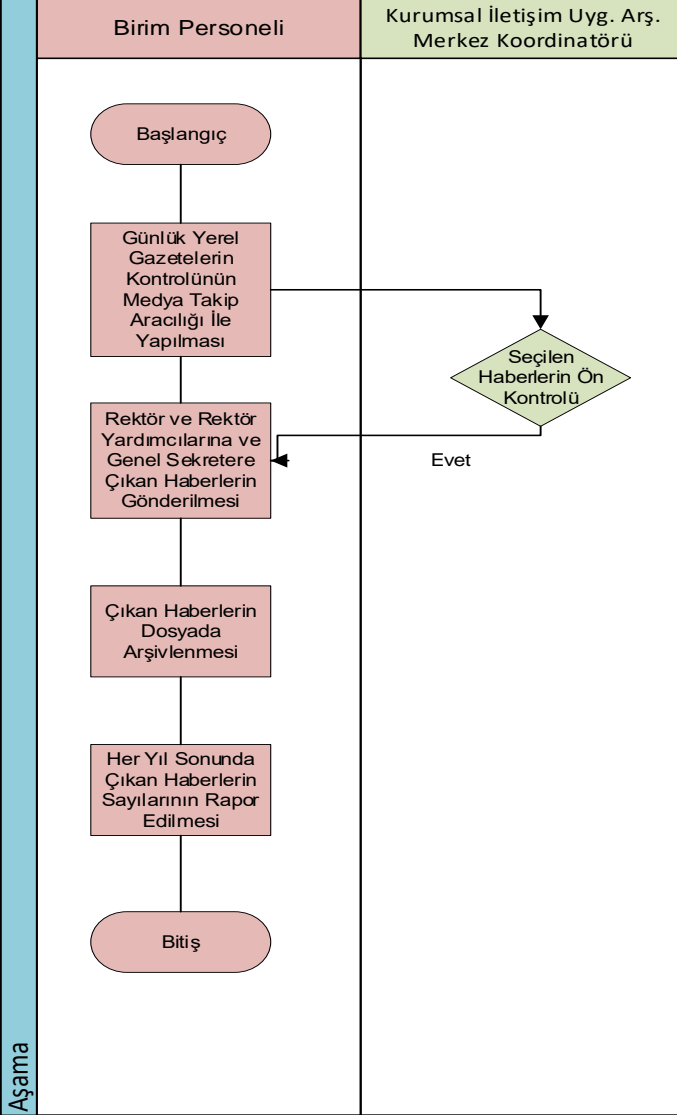 Birim Personeli
Kurumsal İletişim Uyg. Arş.
Merkez Koordinatörü
Başlangıç
Günlük Yerel
Gazetelerin
Kontrolünün
Medya Takip
Aracılığı İle
Yapılması
Seçilen
Haberlerin Ön
Kontrolü
Rektör ve Rektör
Yardımcılarına ve
Genel Sekretere
Çıkan Haberlerin
Gönderilmesi
Evet
Çıkan Haberlerin
Dosyada
Arşivlenmesi
Her Yıl Sonunda
Çıkan Haberlerin
Sayılarının Rapor
Edilmesi
Bitiş
Aşama